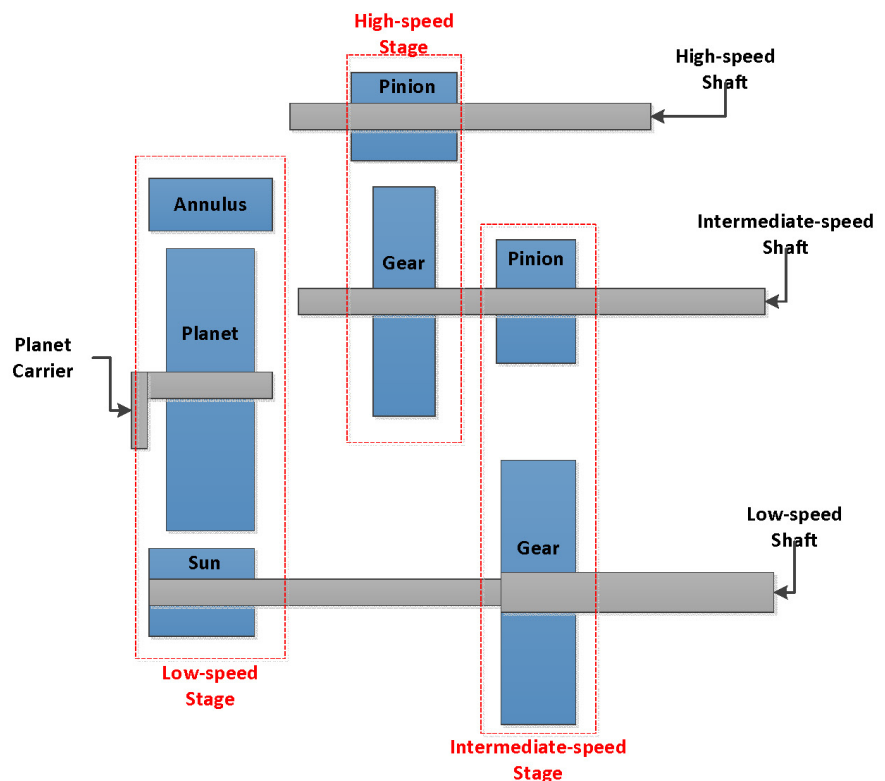 High-speed
Stage
Pinion
High-speed
Shaft
Annulus
Intermediate-speed
Shaft
Gear
Pinion
Planet
Planet
Carrier
Low-speed
Shaft
Gear
Sun
Low-speed
Stage
Intermediate-speed
Stage